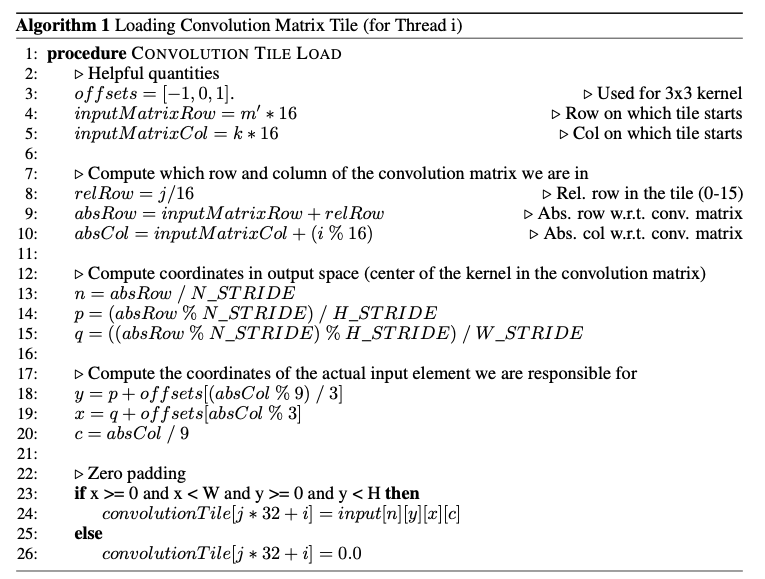 Algorithm 1 Loading Convolution Matrix Tile (for Thread i)
1: procedure CONVOLUTION TILE LOAD
2: ▷ Helpful quantities
3: offsets = [−1, 0, 1]. ▷ Used for 3x3 kernel
4: inputMatrixRow = m′ ∗ 16 ▷ Row on which tile starts
5: inputMatrixCol = k ∗ 16 ▷ Col on which tile starts
6:
7: ▷ Compute which row and column of the convolution matrix we are in
8: relRow = j/16 ▷ Rel. row in the tile (0-15)
9: absRow = inputMatrixRow + relRow ▷ Abs. row w.r.t. conv. matrix
10: absCol = inputMatrixCol + (i % 16) ▷ Abs. col w.r.t. conv. matrix
11:
12: ▷ Compute coordinates in output space (center of the kernel in the convolution matrix)
13: n = absRow / N_STRIDE
14: p = (absRow % N_STRIDE) / H_STRIDE
15: q = ((absRow % N_STRIDE) % H_STRIDE) / W_STRIDE
16:
17: ▷ Compute the coordinates of the actual input element we are responsible for
18: y = p + offsets[(absCol % 9) / 3]
19: x = q + offsets[absCol % 3]
20: c = absCol / 9
21:
22: ▷ Zero padding
23: if x >= 0 and x < W and y >= 0 and y < H then
24: convolutionTile[j ∗ 32 + i] = input[n][y][x][c]
25: else
26: convolutionTile[j ∗ 32 + i] = 0.0